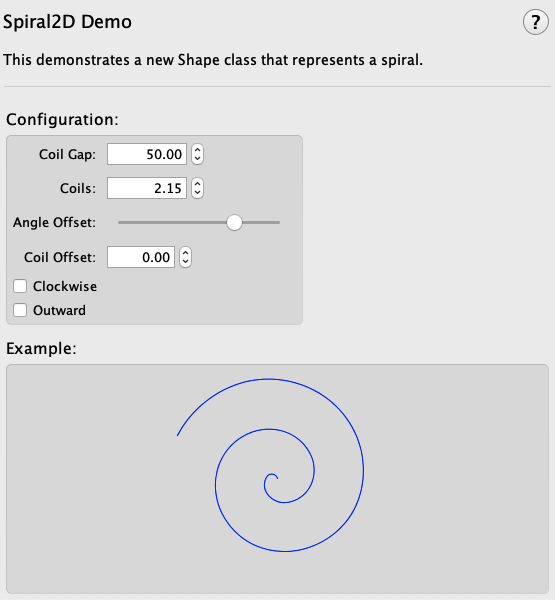 Spiral2D Demo
?
This demonstrates a new Shape class that represents a spiral.
Configuration:
Coil Gap: 50.00
Coils: 2.15
Angle Offset:
Coil Offset: 0.00
Clockwise
Outward
Example: